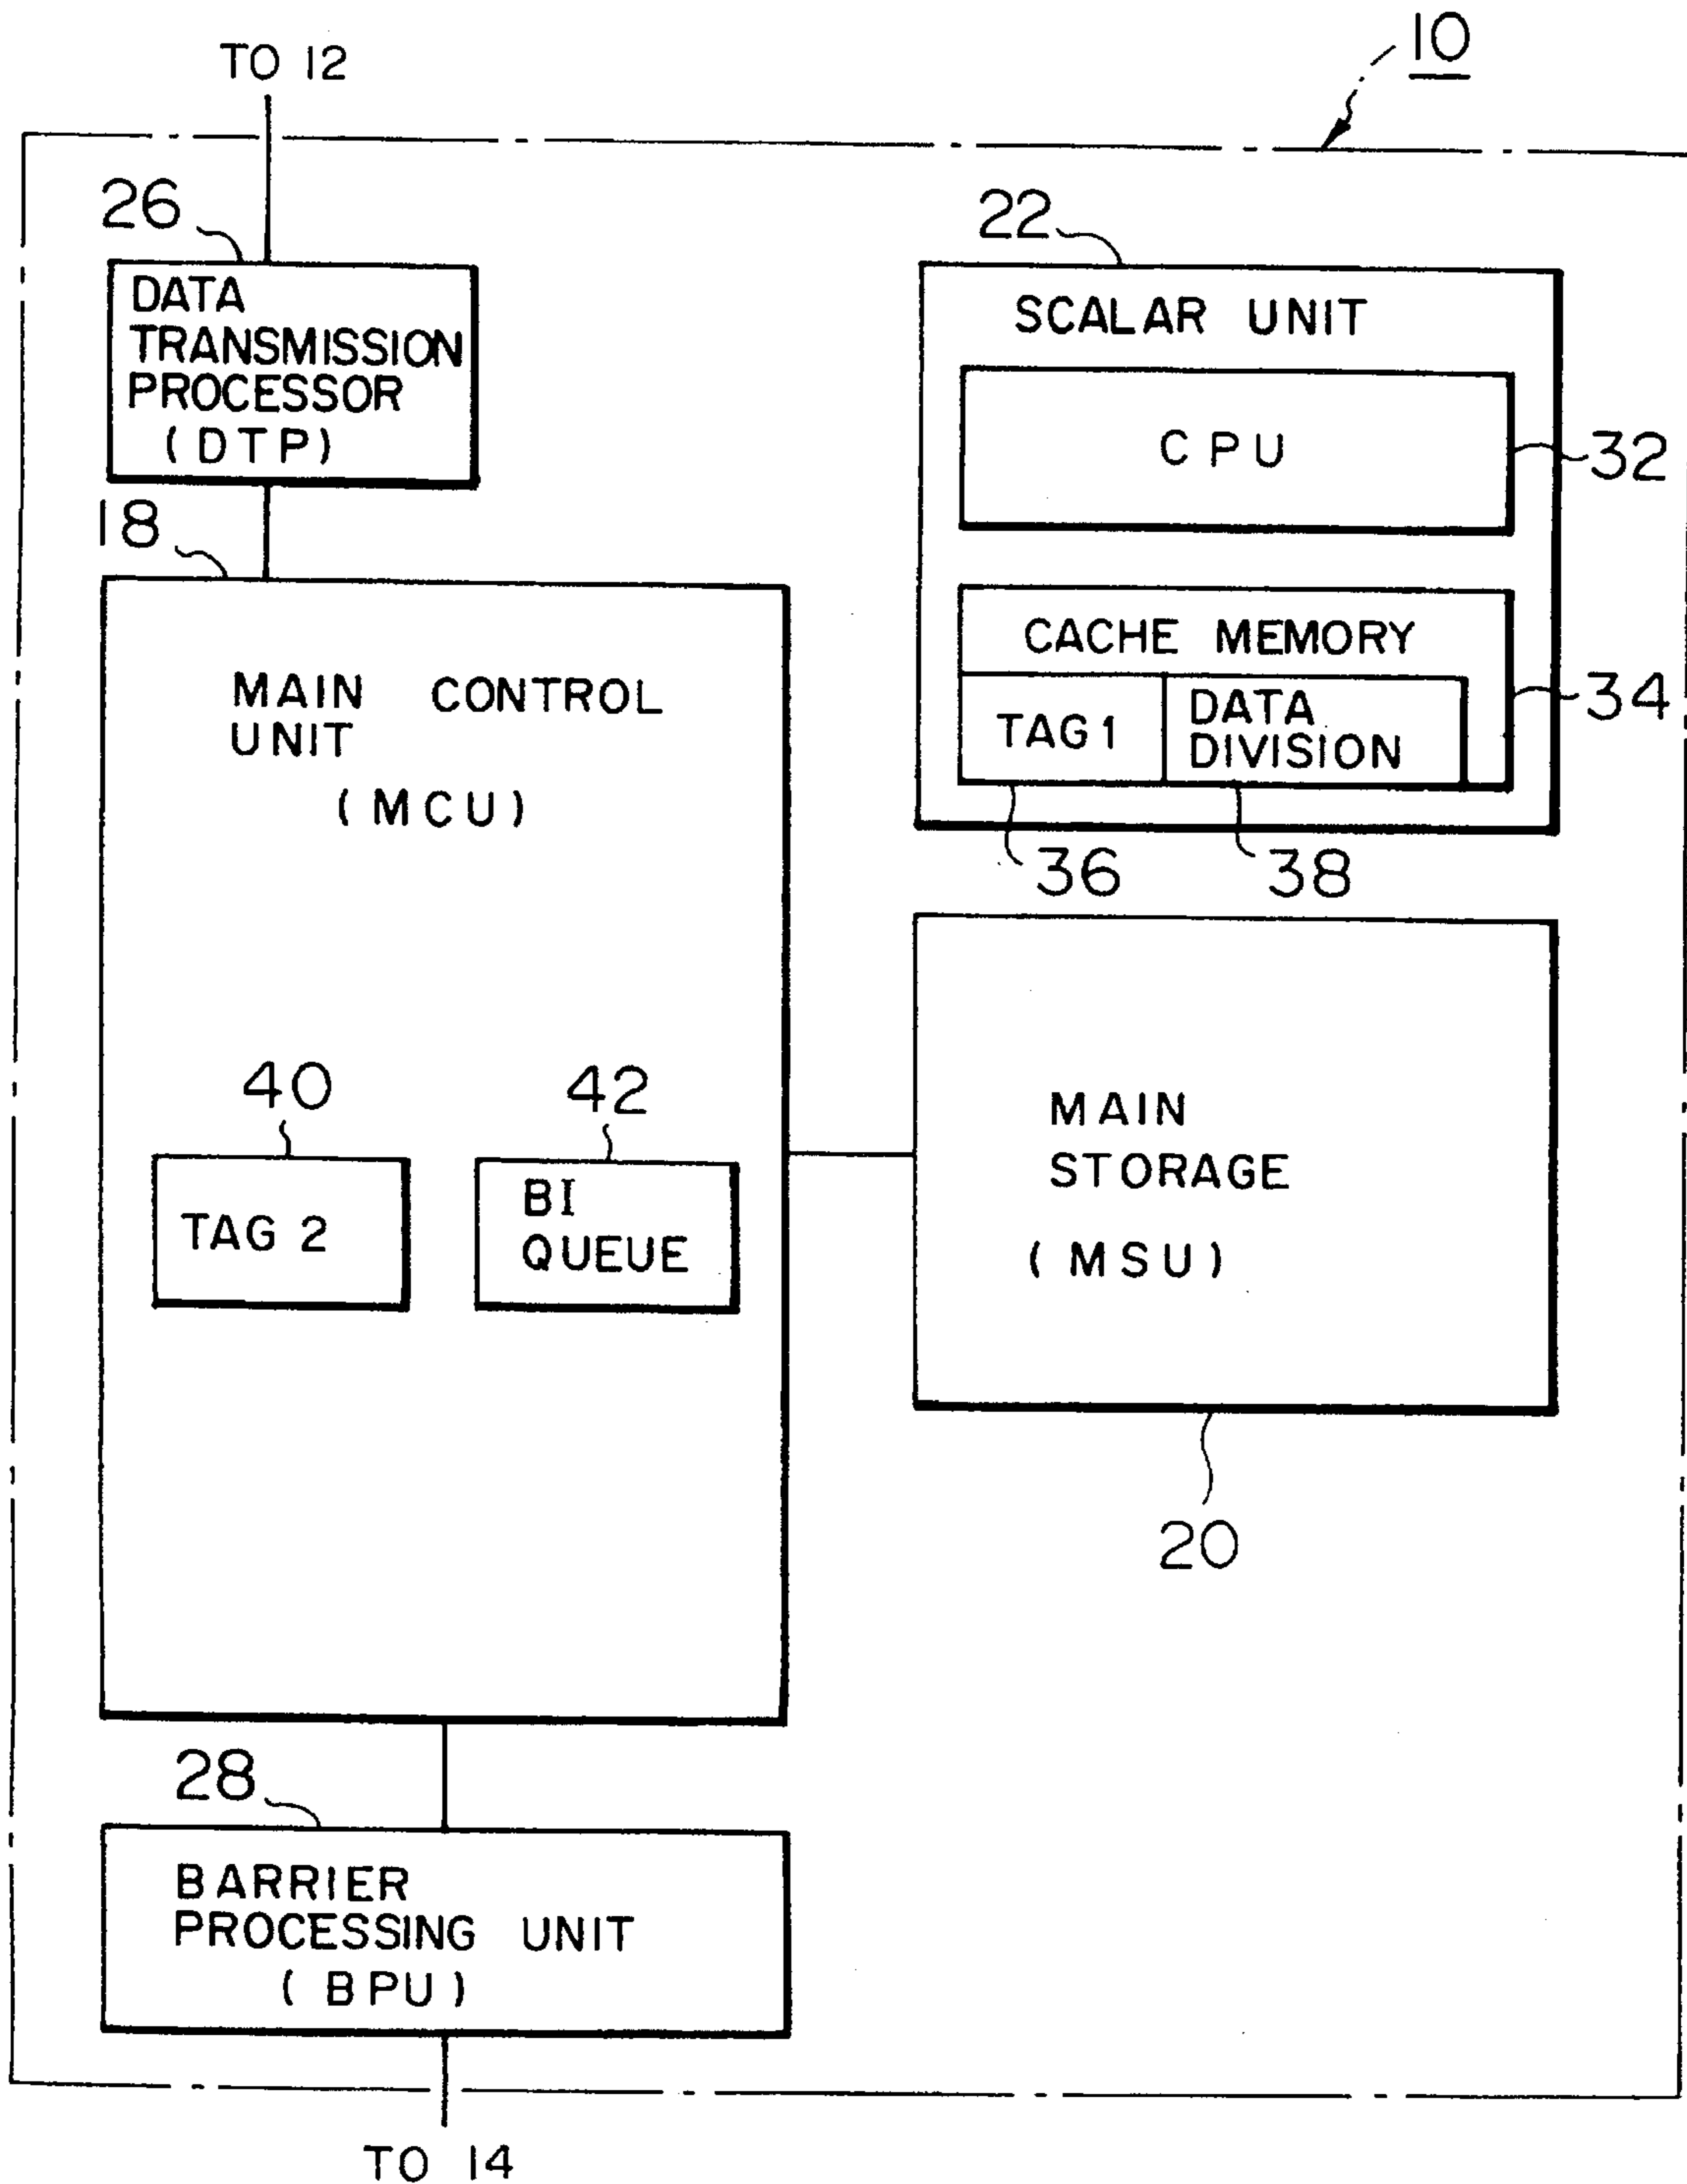 TO 12
10
26
DATA
TRANSMISSION
PROCESSOR
(DTP)
22
SCALAR UNIT
CPU
32
18
MAIN CONTROL
UNIT
(MCU)
CACHE MEMORY
34
TAG 1
DATA
DIVISION
36
38
40
42
TAG 2
BI
QUEUE
MAIN
STORAGE
(MSU)
20
28
BARRIER
PROCESSING UNIT
(BPU)
TO 14